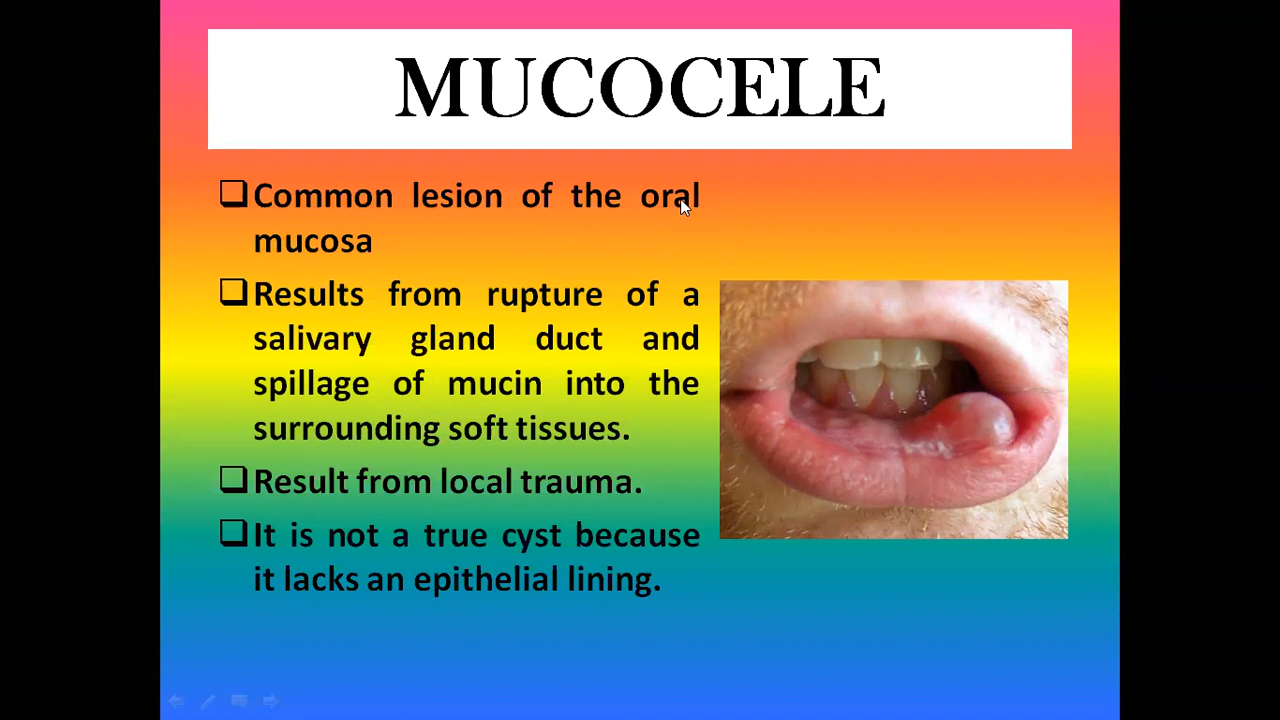 MUCOCELE
Common lesion of the oral
mucosa
Results from rupture of a
salivary gland duct and
spillage of mucin into the
surrounding soft tissues.
Result from local trauma.
It is not a true cyst because
it lacks an epithelial lining.